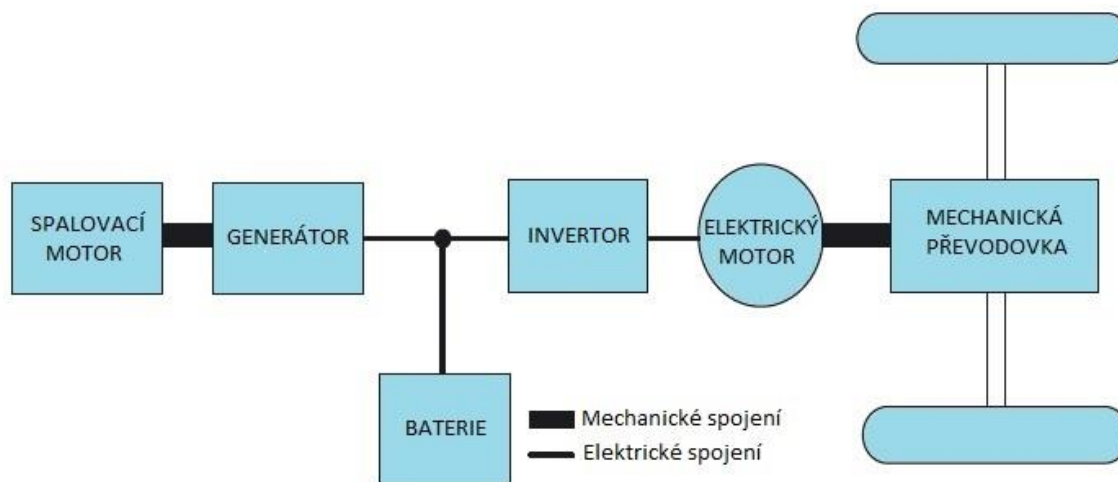 SPALOVACÍ
MOTOR
GENERÁTOR
INVERTOR
ELEKTRICKÝ
MOTOR
MECHANICKÁ
PŘEVODOVKA
BATERIE
Mechanické spojení
Elektrické spojení